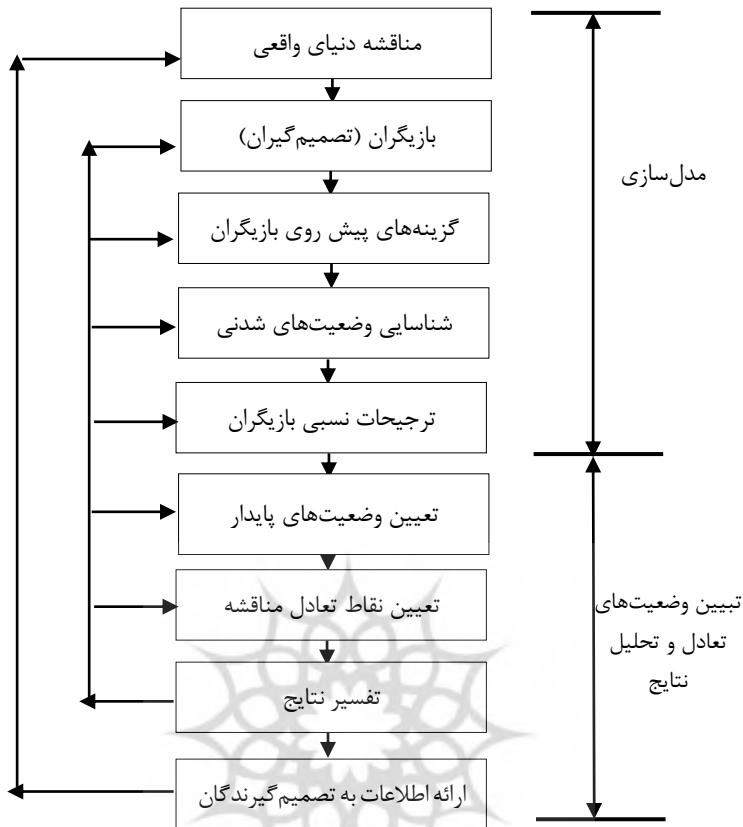 مناقشه دنیای واقعی
بازیگران (تصمیم‌گیران)
گزینه‌های پیش روی بازیگران
شناسایی وضعیت‌های شدنی
ترجیحات نسبی بازیگران
تعیین وضعیت‌های پایدار
تعیین نقاط تعادل مناقشه
تفسیر نتایج
ارائه اطلاعات به تصمیم‌گیرندگان
مدل‌سازی
تبیین وضعیت‌های
تعادل و تحلیل
نتایج